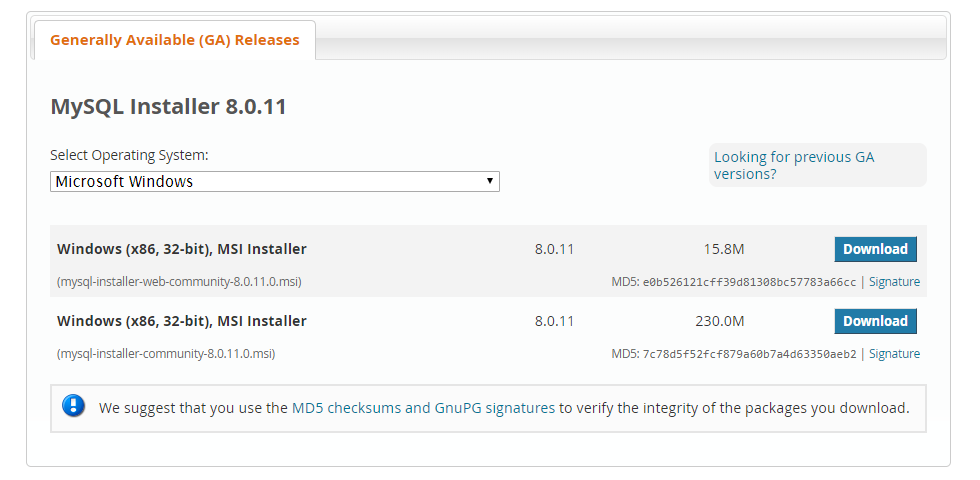 Generally Available (GA) Releases
MySQL Installer 8.0.11
Select Operating System:
Microsoft Windows
Looking for previous GA
versions?
Windows (x86, 32-bit), MSI Installer 8.0.11 15.8M Download
(mysql-installer-web-community-8.0.11.0.msi) MD5: e0b526121cff39d81308bc57783a66cc | Signature
Windows (x86, 32-bit), MSI Installer 8.0.11 230.0M Download
(mysql-installer-community-8.0.11.0.msi) MD5: 7c78d5f52fcf879a60b7a4d63350aeb2 | Signature
We suggest that you use the MD5 checksums and GnuPG signatures to verify the integrity of the packages you download.